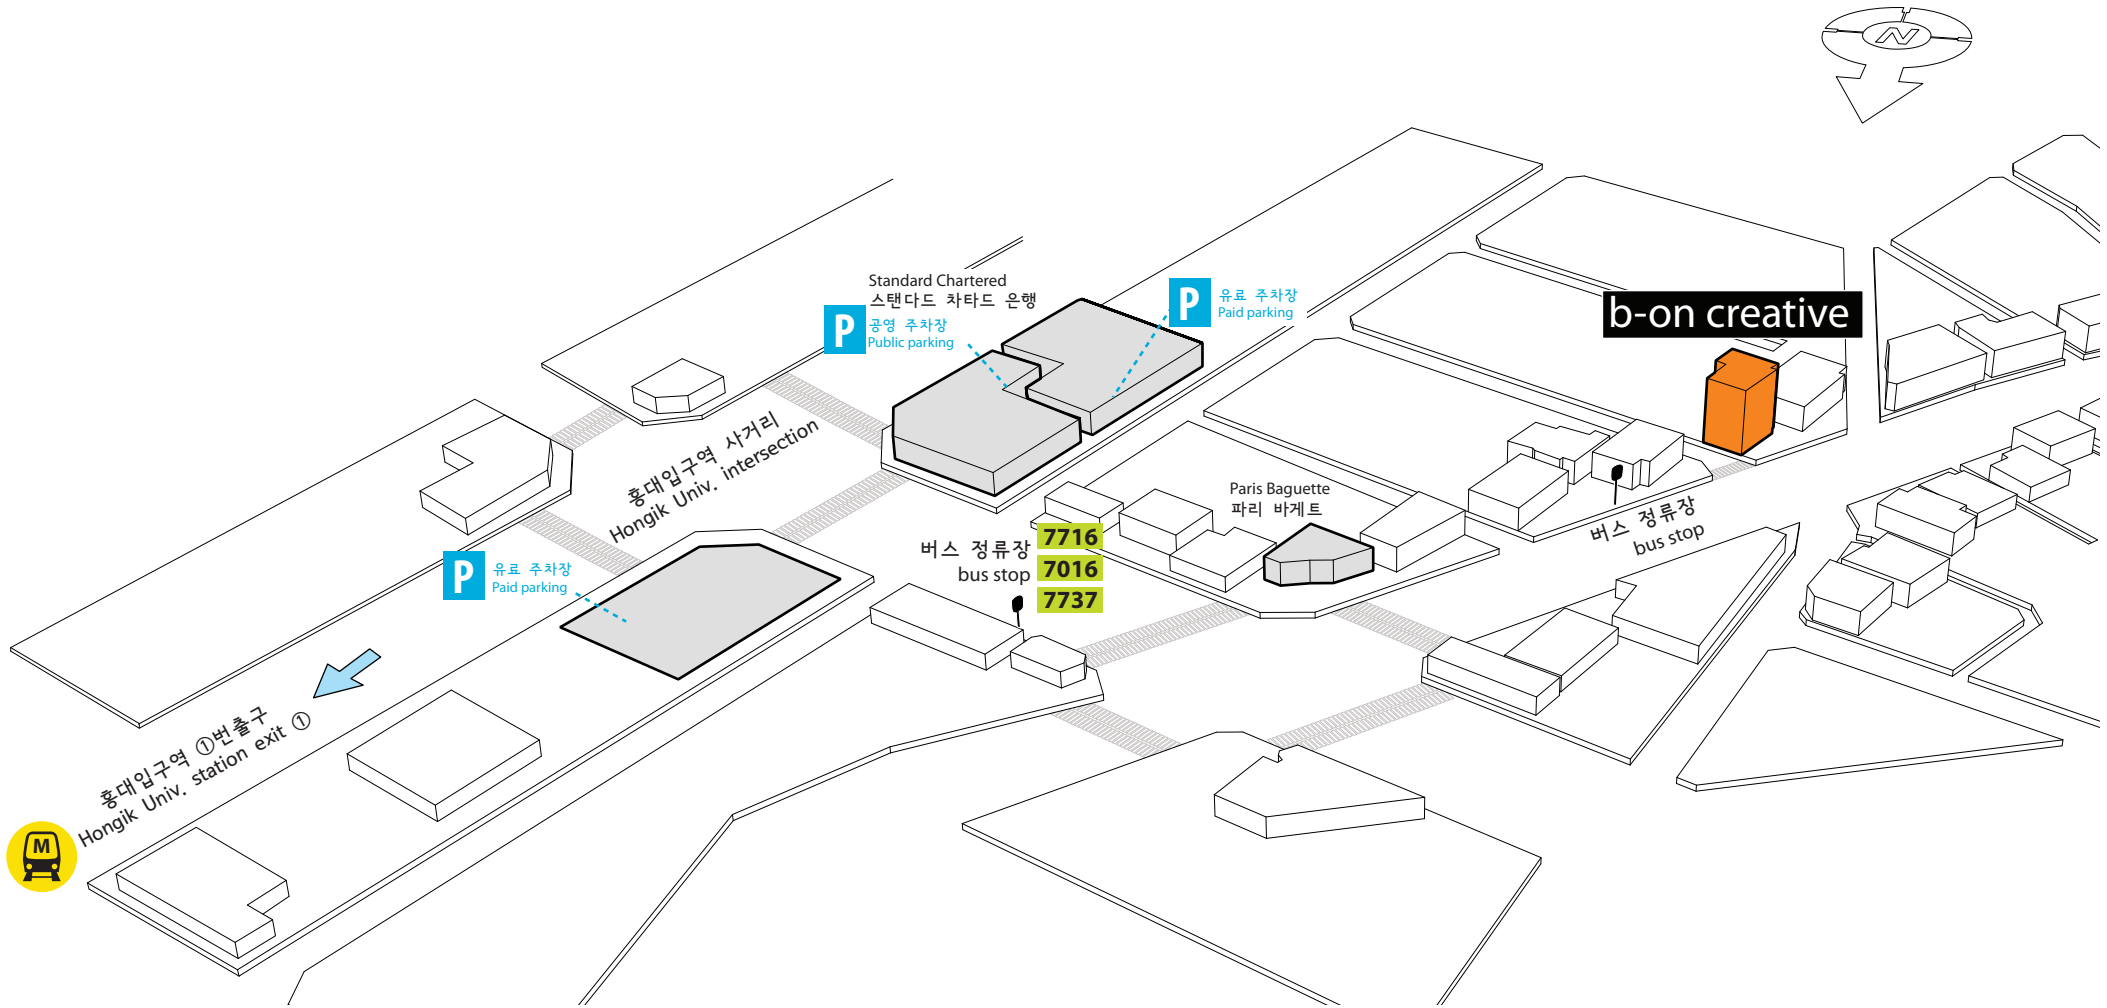 N
Standard Chartered
스탠다드 차타드 은행
P
공영 주차장
Public parking
P
유료 주차장
Paid parking
b-on creative
홍대입구역 사거리
Hongik Univ. intersection
Paris Baguette
파리 바게트
버스 정류장
bus stop
7716
7016
7737
버스 정류장
bus stop
P
유료 주차장
Paid parking
홍대입구역 ①번출구
Hongik Univ. station exit ①
M